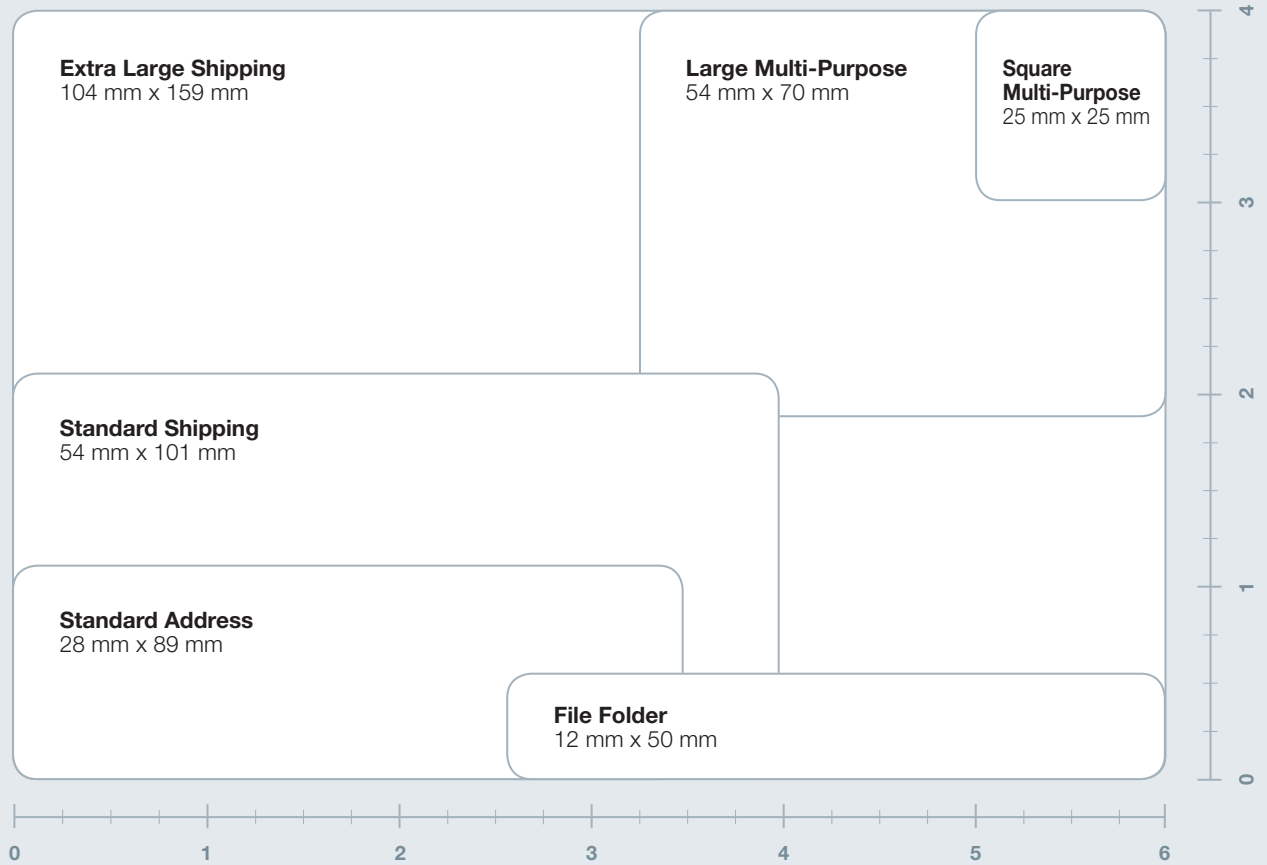 Extra Large Shipping
104 mm x 159 mm
Large Multi-Purpose
54 mm x 70 mm
Square
Multi-Purpose
25 mm x 25 mm
Standard Shipping
54 mm x 101 mm
Standard Address
28 mm x 89 mm
File Folder
12 mm x 50 mm
4
3
2
1
0
0 1 2 3 4 5 6